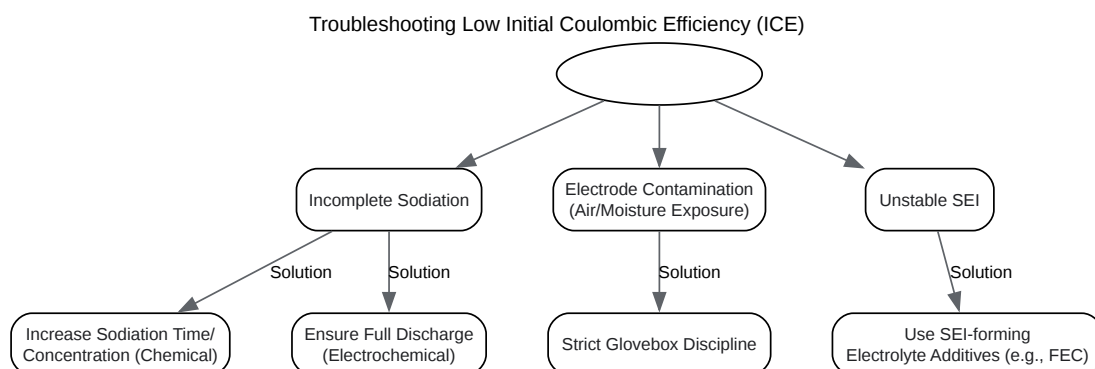 Troubleshooting Low Initial Coulombic Efficiency (ICE)
Incomplete Sodiation
Electrode Contamination
(Air/Moisture Exposure)
Unstable SEI
Solution
Solution
Solution
Solution
Increase Sodiation Time/
Concentration (Chemical)
Ensure Full Discharge
(Electrochemical)
Strict Glovebox Discipline
Use SEI-forming
Electrolyte Additives (e.g., FEC)